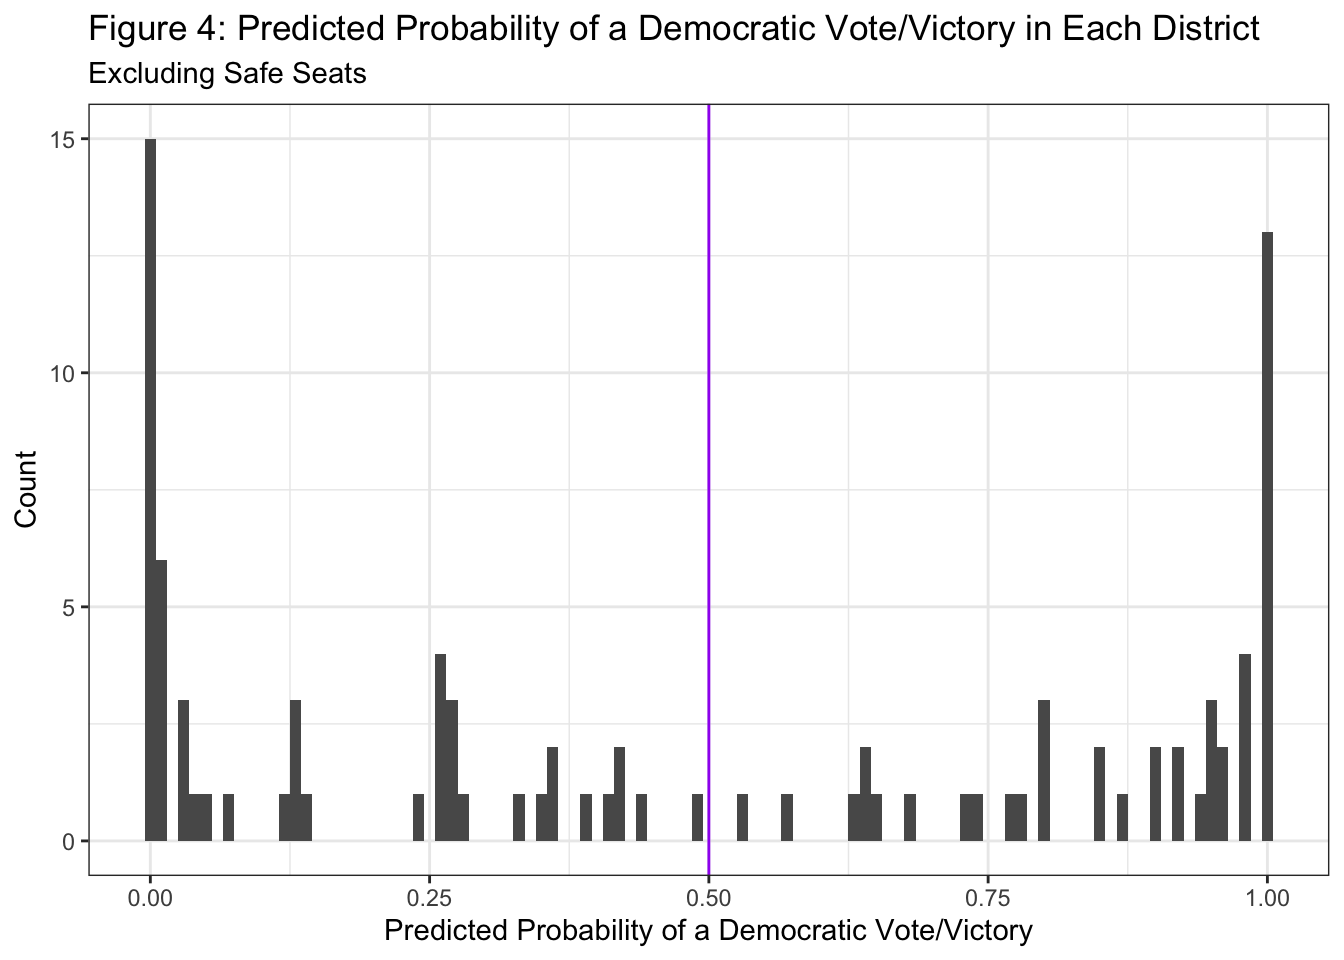 Figure 4: Predicted Probability of a Democratic Vote/Victory in Each District
Excluding Safe Seats
15
10
5
0
Count
0.00 0.25 0.50 0.75 1.00
Predicted Probability of a Democratic Vote/Victory